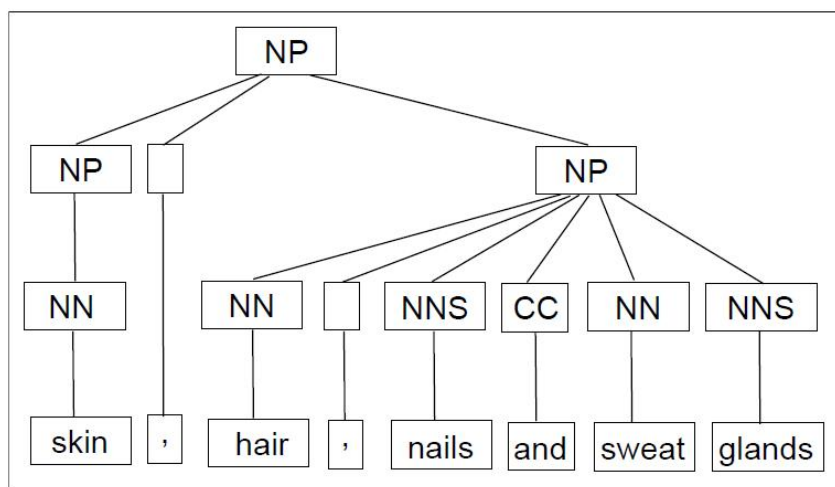 NP
NP NP
NN NN NNS CC NN NNS
skin , hair , nails and sweat glands